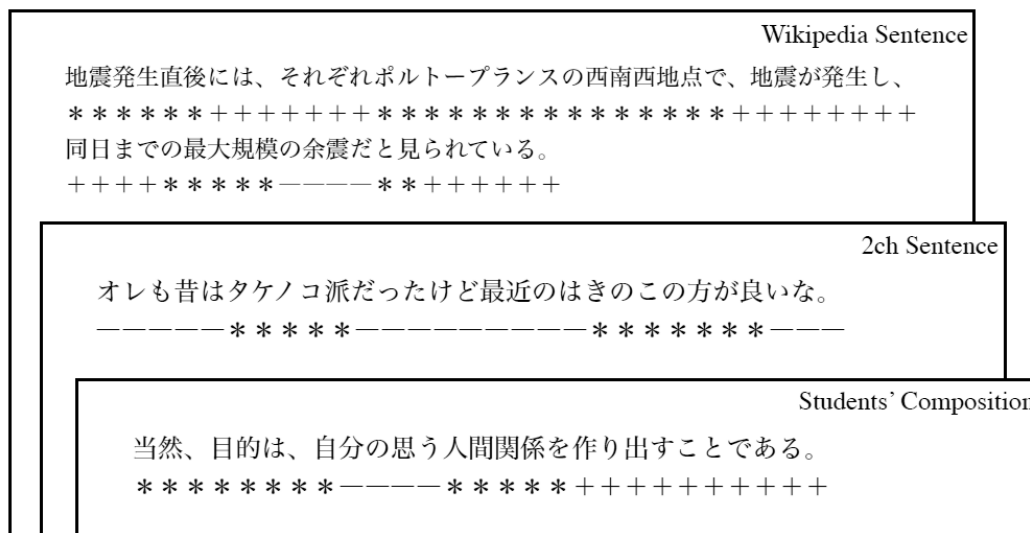 Wikipedia Sentence
地震発生直後には、それぞれポルトープランスの西南西地点で、地震が発生し、
＊＊＊＊＊＊＋＋＋＋＋＋＋＊＊＊＊＊＊＊＊＊＊＊＊＊＊＊＋＋＋＋＋＋＋＋
同日までの最大規模の余震だと見られている。
＋＋＋＋＊＊＊＊＊――――＊＊＋＋＋＋＋＋
2ch Sentence
オレも昔はタケノコ派だったけど最近のはきのこの方が良いな。
―――――＊＊＊＊＊―――――――――＊＊＊＊＊＊＊―――
Students' Composition
当然、目的は、自分の思う人間関係を作り出すことである。
＊＊＊＊＊＊＊＊――――＊＊＊＊＊＋＋＋＋＋＋＋＋＋＋